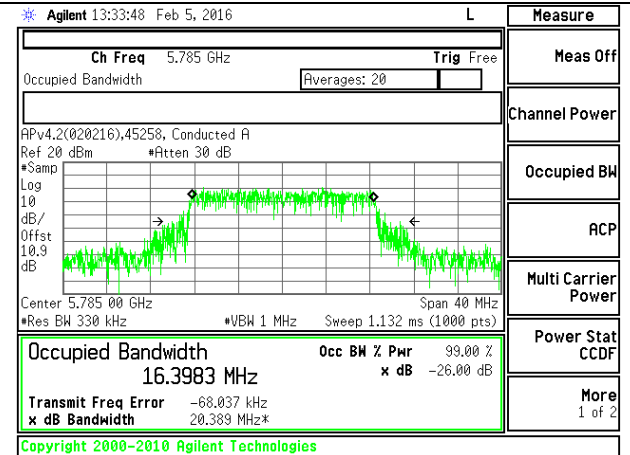 Agilent 13:33:48 Feb 5, 2016 L
Measure
Ch Freq 5.785 GHz Trig Free
Occupied Bandwidth Averages: 20
Meas Off
Channel Power
Occupied BW
ACP
Multi Carrier
Power
Power Stat
CCDF
More
1 of 2
APv4.2(020216),45258, Conducted A
Ref 20 dBm #Atten 30 dB
#Samp
Log
10
dB/
Offst
10.9
dB
Center 5.785 00 GHz Span 40 MHz
#Res BW 330 kHz #VBW 1 MHz Sweep 1.132 ms (1000 pts)
Occupied Bandwidth Occ BW % Pwr 99.00 %
16.3983 MHz x dB -26.00 dB
Transmit Freq Error -68.037 kHz
x dB Bandwidth 20.389 MHz*
Copyright 2000-2010 Agilent Technologies